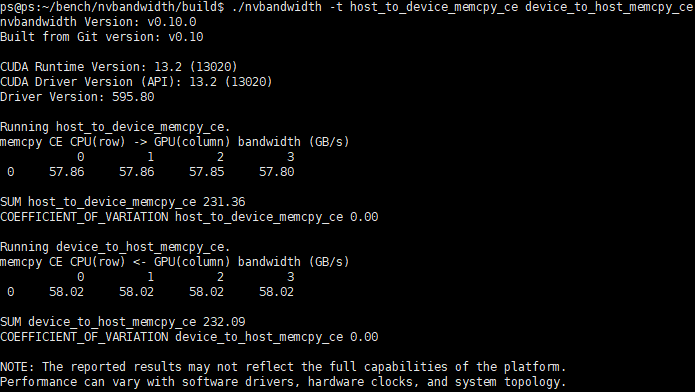 ps@ps:~/bench/nvbandwidth/build$ ./nvbandwidth -t host_to_device_memcpy_ce device_to_host_memcpy_ce
nvbandwidth Version: v0.10.0
Built from Git version: v0.10

CUDA Runtime Version: 13.2 (13020)
CUDA Driver Version (API): 13.2 (13020)
Driver Version: 595.80

Running host_to_device_memcpy_ce.
memcpy CE CPU(row) -> GPU(column) bandwidth (GB/s)
           0         1         2         3
 0     57.86     57.86     57.85     57.80

SUM host_to_device_memcpy_ce 231.36
COEFFICIENT_OF_VARIATION host_to_device_memcpy_ce 0.00

Running device_to_host_memcpy_ce.
memcpy CE CPU(row) <- GPU(column) bandwidth (GB/s)
           0         1         2         3
 0     58.02     58.02     58.02     58.02

SUM device_to_host_memcpy_ce 232.09
COEFFICIENT_OF_VARIATION device_to_host_memcpy_ce 0.00

NOTE: The reported results may not reflect the full capabilities of the platform.
Performance can vary with software drivers, hardware clocks, and system topology.